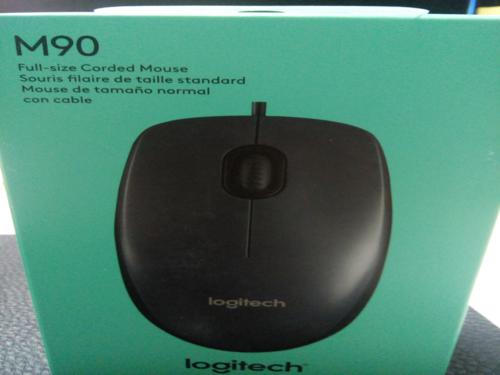 M90
Full-size Corded Mouse
Souris filaire de taille standard
Mouse de tamaño normal
con cable
logitech
logitech